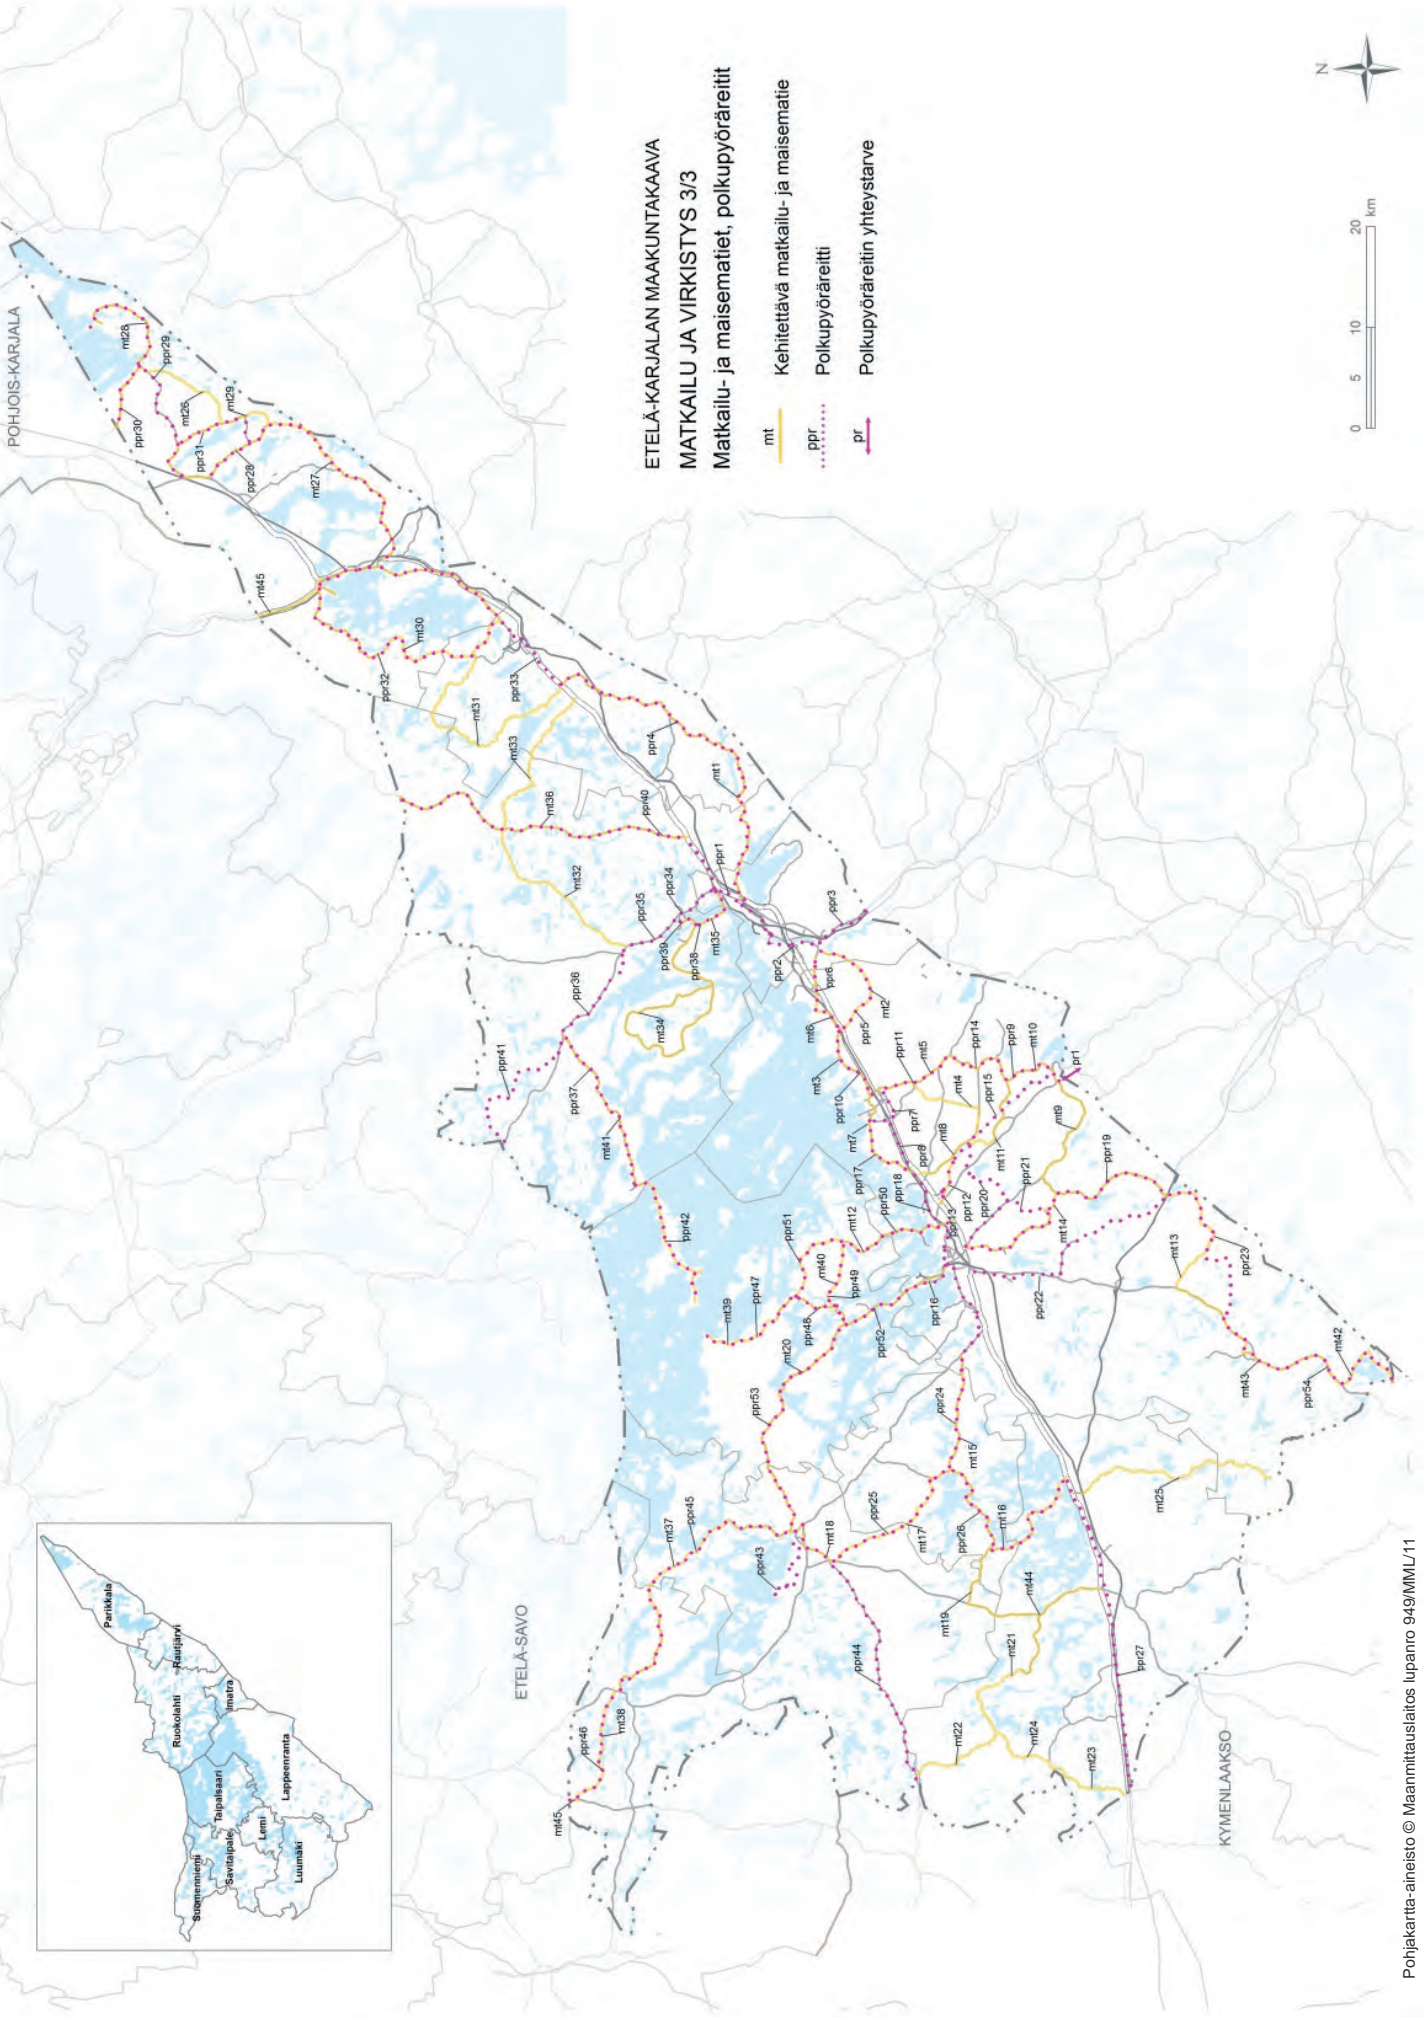 ETELÄ-KARJALAN MAAKUNTAKAAVA
MATKAILU JA VIRKISTYS 3/3
Matkailu- ja maisematiet, polkupyöräreitit
mt
Kehitettävä matkailu- ja maisematie
ppr
Polkupyöräreitti
pr
Polkupyöräreitin yhteystarve
N
0 5 10 20
km
POHJOIS-KARJALA
ETELÄ-SAVO
KYMENLAAKSO
Parikkala
Rautjärvi
Ruokolahti
Imatra
Taipalsaari
Lappeenranta
Suomenniemi
Savitaipale
Lemi
Luumäki
mt28
ppr29
ppr30
mt26
mt29
ppr31
ppr28
mt27
mt45
mt30
ppr32
ppr33
mt31
mt33
ppr4
mt1
mt36
ppr40
mt32
ppr1
ppr34
ppr35
ppr39
ppr38
mt35
ppr3
ppr2
ppr36
mt34
ppr6
mt2
mt6
ppr5
ppr41
ppr11
mt5
ppr14
ppr9
mt10
pr1
mt3
ppr10
mt4
ppr15
ppr37
mt41
ppr7
mt9
mt7
ppr8
mt8
mt11
ppr19
ppr17
ppr18
ppr21
ppr20
ppr12
ppr50
ppr13
ppr42
ppr51
mt12
mt14
mt40
ppr49
mt13
ppr23
ppr47
mt39
ppr48
ppr16
ppr22
mt20
ppr52
mt42
mt43
ppr54
ppr53
ppr24
mt15
mt25
ppr45
mt37
ppr25
mt18
mt17
ppr26
mt16
ppr43
mt44
mt19
mt21
ppr44
ppr27
ppr46
mt38
mt22
mt24
mt23
mt45
Pohjakartta-aineisto © Maanmittauslaitos lupanro 949/MML/11